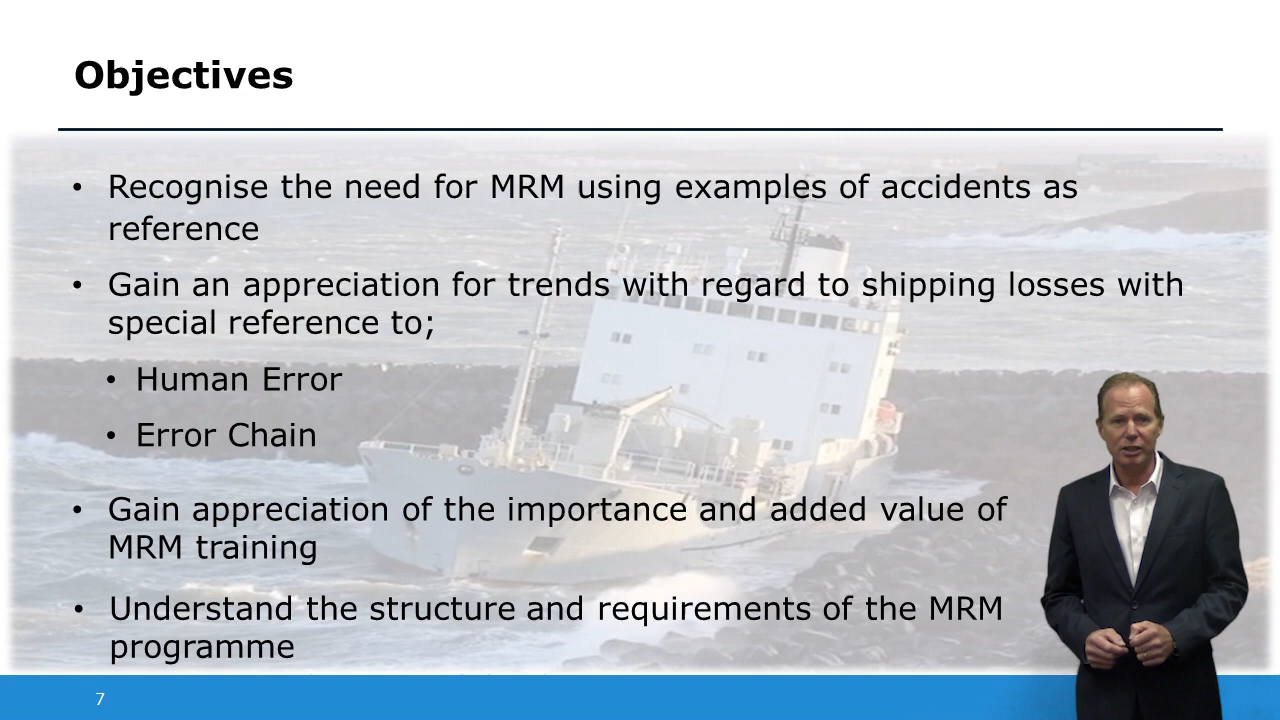 Objectives
• Recognise the need for MRM using examples of accidents as
reference
• Gain an appreciation for trends with regard to shipping losses with
special reference to;
• Human Error
• Error Chain
• Gain appreciation of the importance and added value of
MRM training
• Understand the structure and requirements of the MRM
programme
7